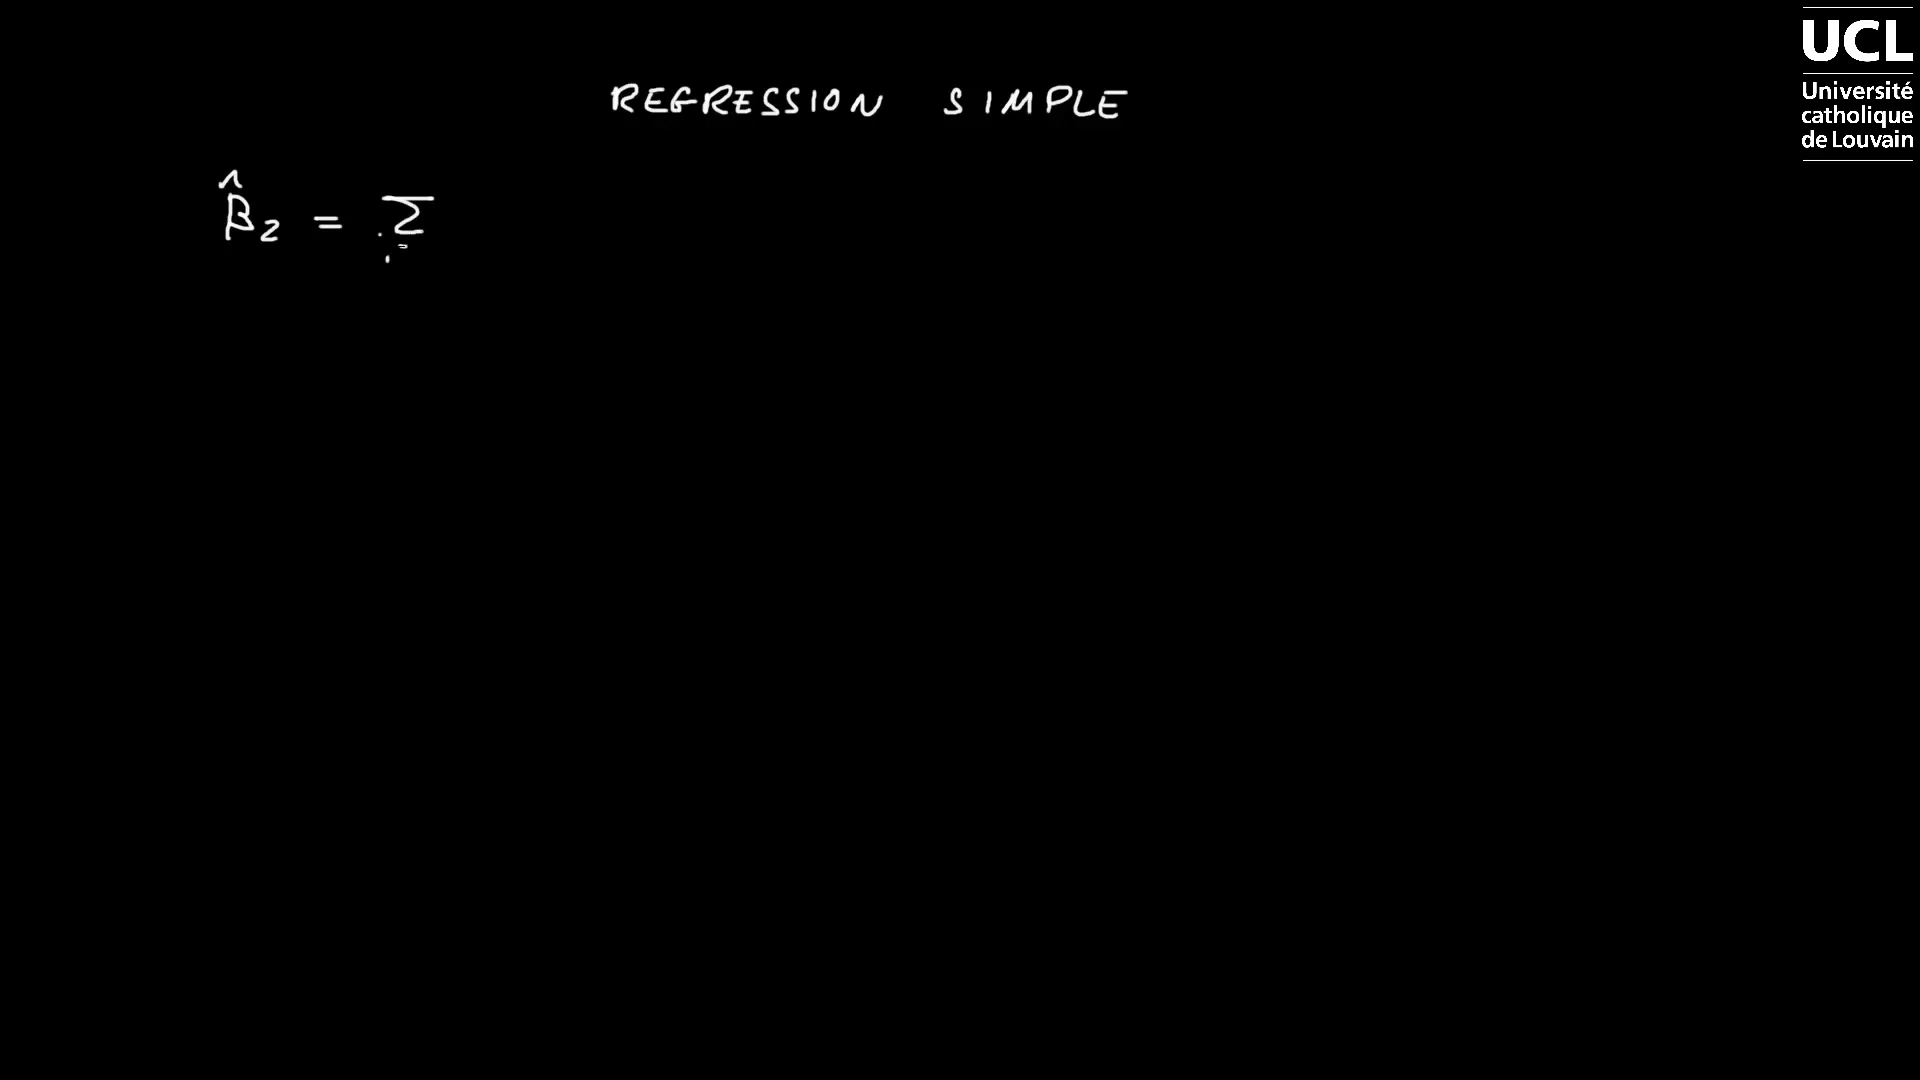 UCL
Université
catholique
de Louvain
REGRESSION SIMPLE
β̂₂ = Σ